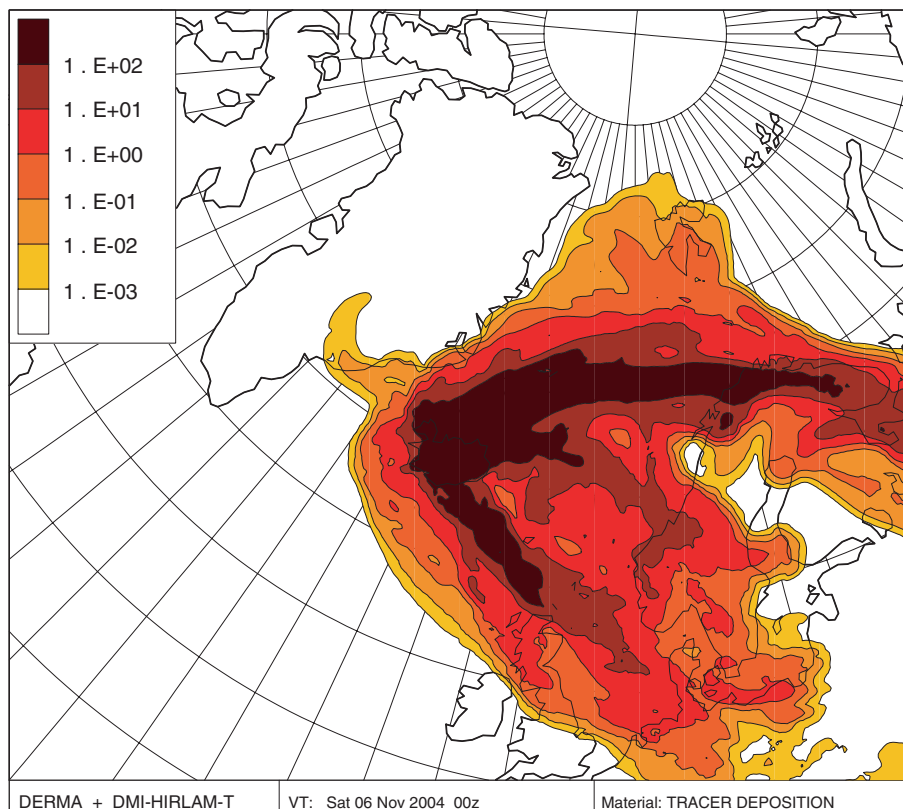 1 . E+02
1 . E+01
1 . E+00
1 . E-01
1 . E-02
1 . E-03
DERMA + DMI-HIRLAM-T
VT: Sat 06 Nov 2004 00z
Material: TRACER DEPOSITION